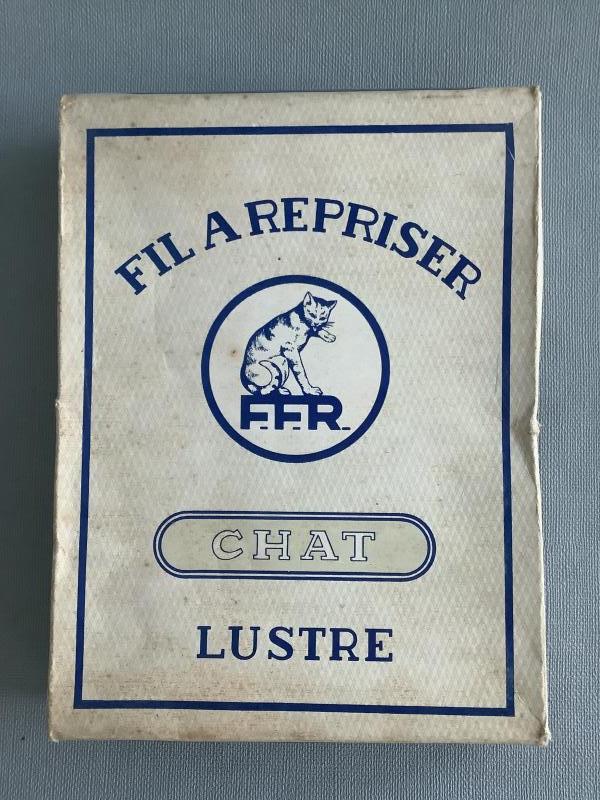 FIL A REPRISER
F.F.R.
CHAT
LUSTRE